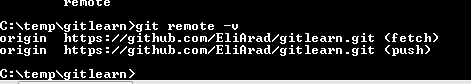 remote
C:\temp\gitlearn>git remote -v
origin  https://github.com/EliArad/gitlearn.git (fetch)
origin  https://github.com/EliArad/gitlearn.git (push)
C:\temp\gitlearn>